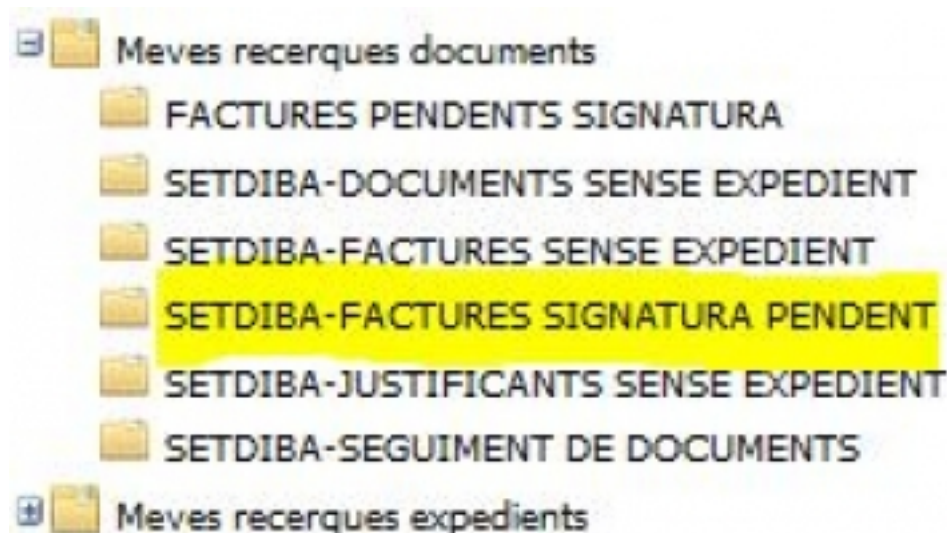 Meves recerques documents
FACTURES PENDENTS SIGNATURA
SETDIBA-DOCUMENTS SENSE EXPEDIENT
SETDIBA-FACTURES SENSE EXPEDIENT
SETDIBA-FACTURES SIGNATURA PENDENT
SETDIBA-JUSTIFICANTS SENSE EXPEDIENT
SETDIBA-SEGUIMENT DE DOCUMENTS
Meves recerques expedients